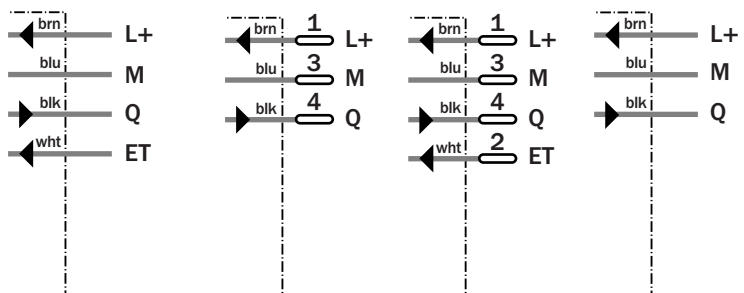 brn L+
blu M
blk Q
wht ET
1
brn L+
3
blu M
4
blk Q
1
brn L+
3
blu M
4
blk Q
2
wht ET
brn L+
blu M
blk Q